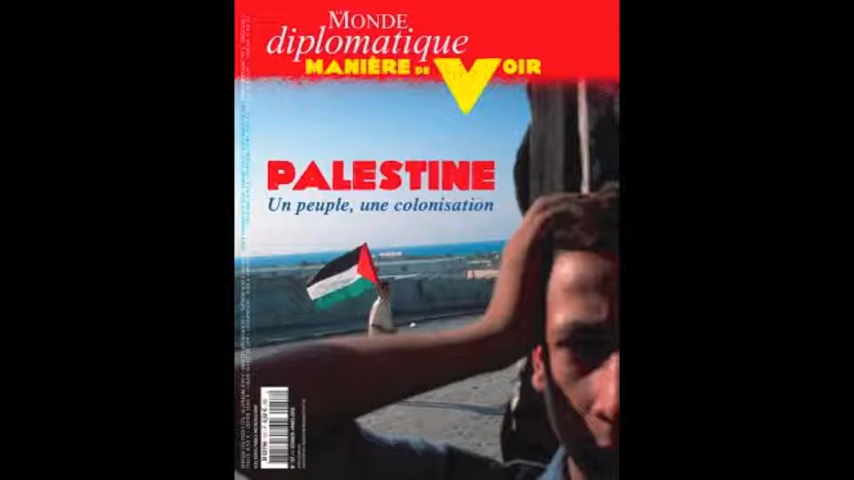 LE MONDE
diplomatique
MANIÈRE DE VOIR
PALESTINE
Un peuple, une colonisation